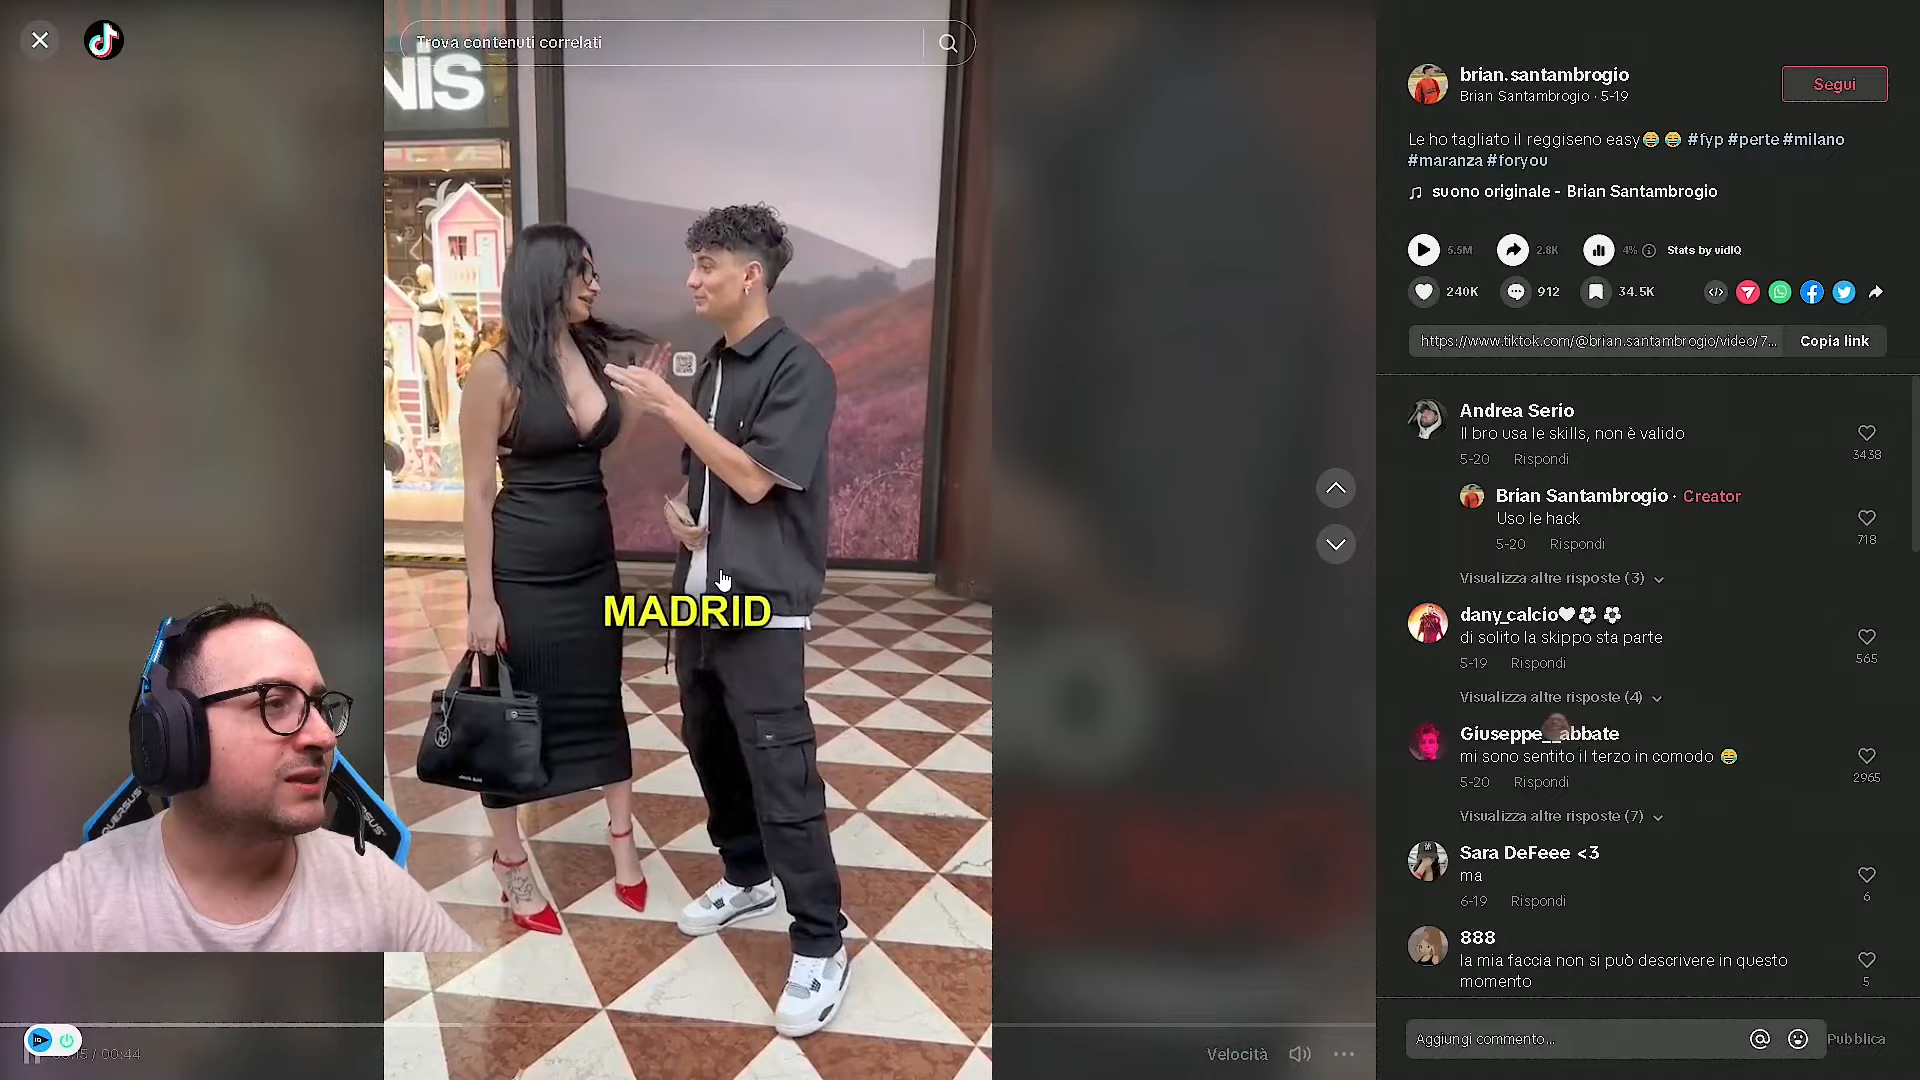 Trova contenuti correlati
NIS
MADRID
QUERSUS
QUERSUS
00:44
Velocità
brian.santambrogio
Brian Santambrogio · 5-19
Segui
Le ho tagliato il reggiseno easy😂 😂 #fyp #perte #milano
#maranza #foryou
suono originale - Brian Santambrogio
5.5M 2.8K 4% Stats by vidIQ
240K 912 34.5K
https://www.tiktok.com/@brian.santambrogio/video/7... Copia link
Andrea Serio
Il bro usa le skills, non è valido
5-20 Rispondi 3438
Brian Santambrogio · Creator
Uso le hack
5-20 Rispondi 718
Visualizza altre risposte (3)
dany_calcio🖤⚽⚽
di solito la skippo sta parte
5-19 Rispondi 565
Visualizza altre risposte (4)
Giuseppe__abbate
mi sono sentito il terzo in comodo 😂
5-20 Rispondi 2965
Visualizza altre risposte (7)
Sara DeFeee <3
ma
6-19 Rispondi 6
888
la mia faccia non si può descrivere in questo
momento
5
Aggiungi commento... Pubblica